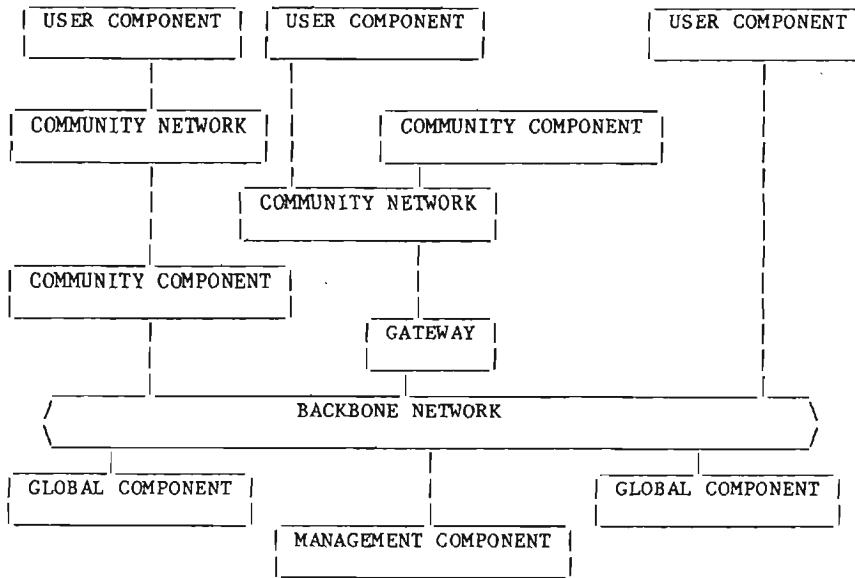 USER COMPONENT
USER COMPONENT
USER COMPONENT
COMMUNITY NETWORK
COMMUNITY COMPONENT
COMMUNITY NETWORK
COMMUNITY COMPONENT
GATEWAY
BACKBONE NETWORK
GLOBAL COMPONENT
GLOBAL COMPONENT
MANAGEMENT COMPONENT